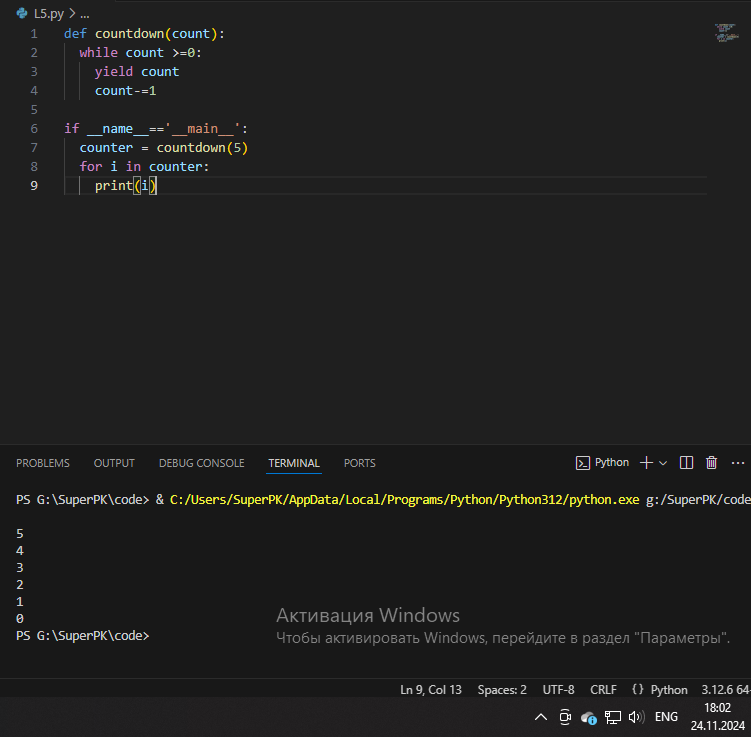 L5.py > ...
1 def countdown(count):
2 while count >=0:
3 yield count
4 count-=1
5
6 if __name__=='__main__':
7 counter = countdown(5)
8 for i in counter:
9 print(i)
PROBLEMS OUTPUT DEBUG CONSOLE TERMINAL PORTS Python
PS G:\SuperPK\code> & C:/Users/SuperPK/AppData/Local/Programs/Python/Python312/python.exe g:/SuperPK/code
5
4
3
2
1
0
PS G:\SuperPK\code>
Активация Windows
Чтобы активировать Windows, перейдите в раздел "Параметры".
Ln 9, Col 13 Spaces: 2 UTF-8 CRLF {} Python 3.12.6 64-
ENG 18:02
24.11.2024